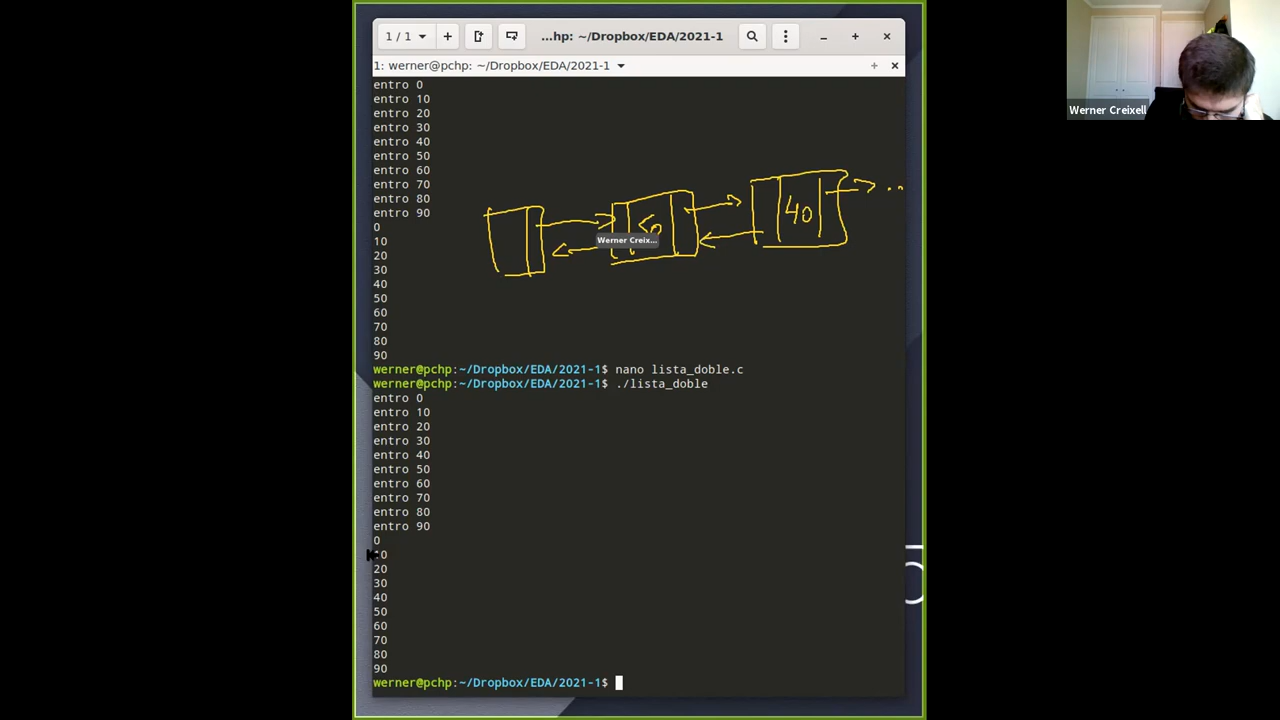 1 / 1
...hp: ~/Dropbox/EDA/2021-1
1: werner@pchp: ~/Dropbox/EDA/2021-1
entro 0
entro 10
entro 20
entro 30
entro 40
entro 50
entro 60
entro 70
entro 80
entro 90
0
10
20
30
40
50
60
70
80
90
40
Werner Creix...
werner@pchp:~/Dropbox/EDA/2021-1$ nano lista_doble.c
werner@pchp:~/Dropbox/EDA/2021-1$ ./lista_doble
entro 0
entro 10
entro 20
entro 30
entro 40
entro 50
entro 60
entro 70
entro 80
entro 90
0
10
20
30
40
50
60
70
80
90
werner@pchp:~/Dropbox/EDA/2021-1$
Werner Creixell